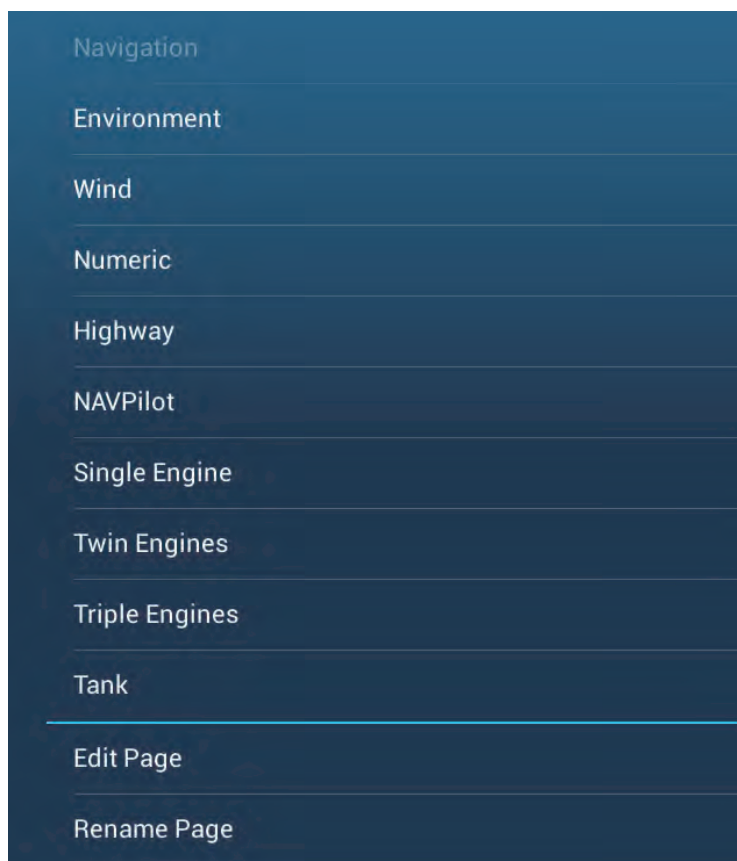 Navigation
Environment
Wind
Numeric
Highway
NAVPilot
Single Engine
Twin Engines
Triple Engines
Tank
Edit Page
Rename Page